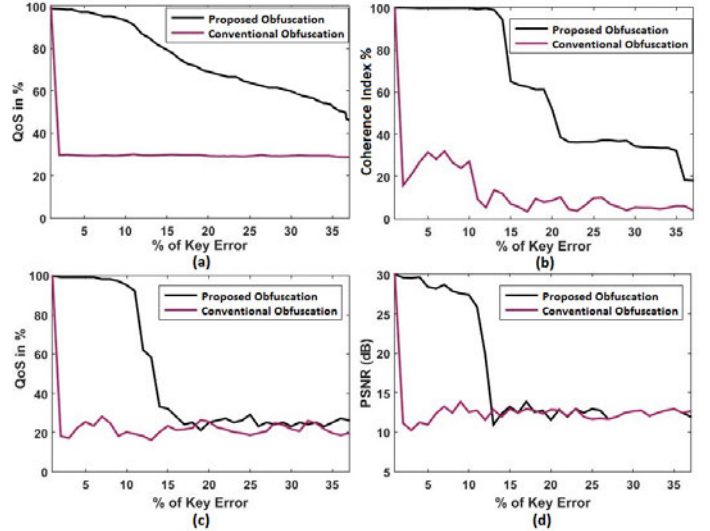 100
80
60
40
20
0
QoS in %
Proposed Obfuscation
Conventional Obfuscation
5 10 15 20 25 30 35
% of Key Error
(a)
100
80
60
40
20
0
Coherence Index %
Proposed Obfuscation
Conventional Obfuscation
5 10 15 20 25 30 35
% of Key Error
(b)
100
80
60
40
20
0
QoS in %
Proposed Obfuscation
Conventional Obfuscation
5 10 15 20 25 30 35
% of Key Error
(c)
30
25
20
15
10
5
PSNR (dB)
Proposed Obfuscation
Conventional Obfuscation
5 10 15 20 25 30 35
% of Key Error
(d)